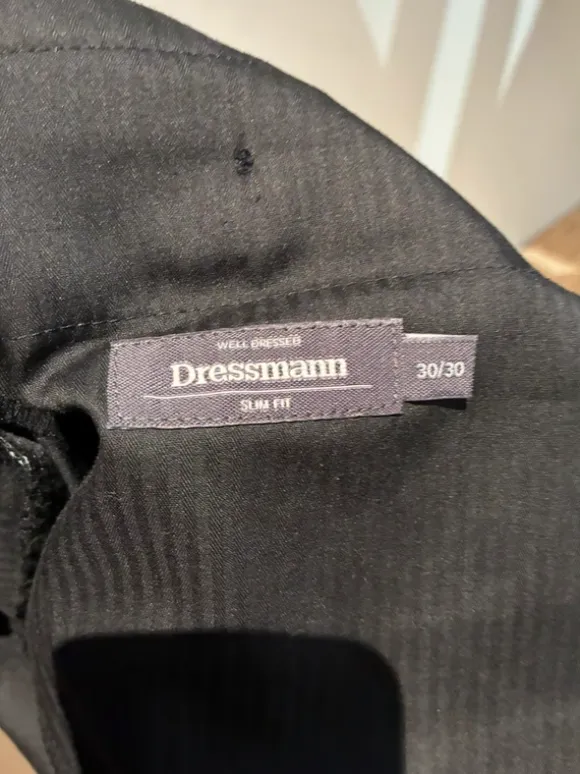 WELL DRESSED
Dressmann
SLIM FIT
30/30